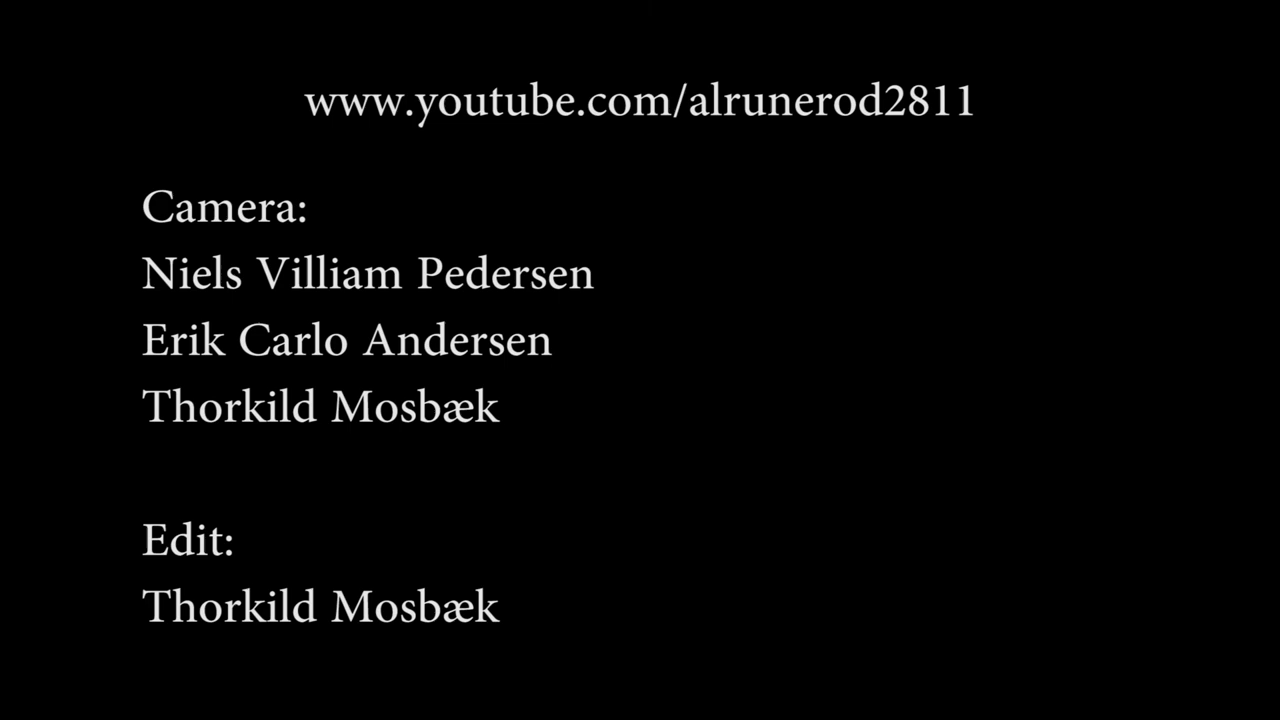 www.youtube.com/alrunerod2811
Camera:
Niels Villiam Pedersen
Erik Carlo Andersen
Thorkild Mosbæk
Edit:
Thorkild Mosbæk